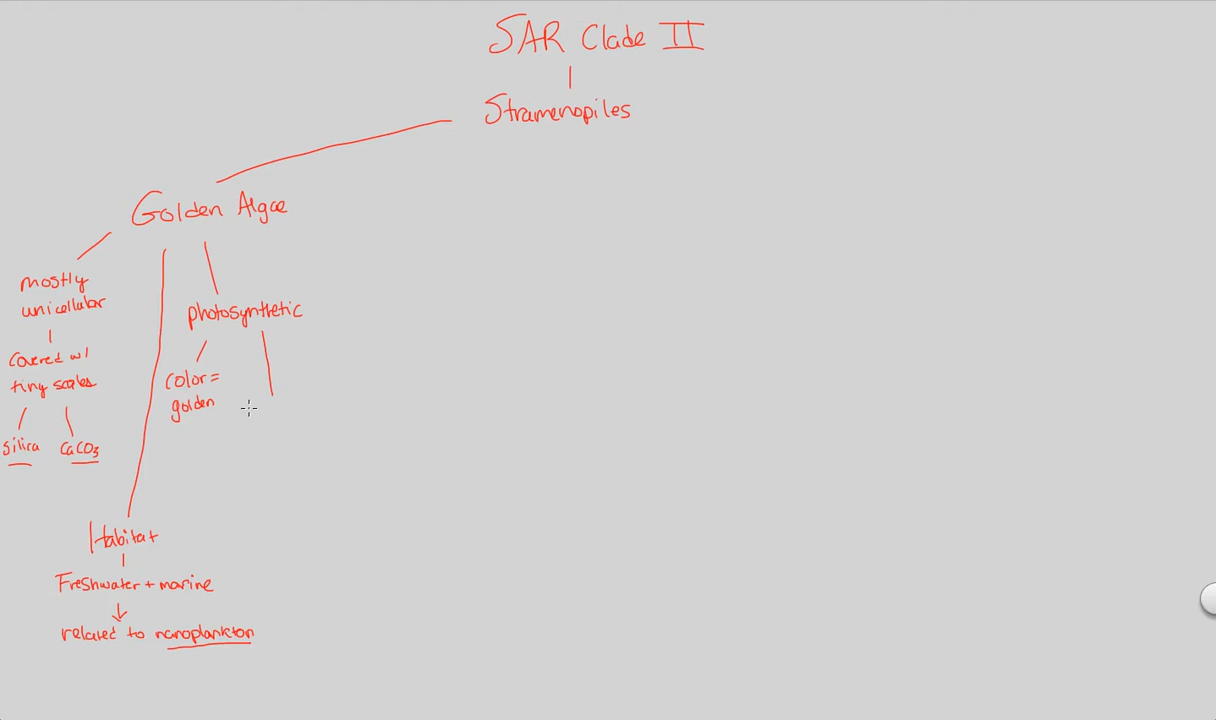 SAR Clade II
Stramenopiles
Golden Algae
mostly
unicellular
covered w/
tiny scales
silica
CaCO3
photosynthetic
color =
golden
Habitat
Freshwater + marine
related to nanoplankton